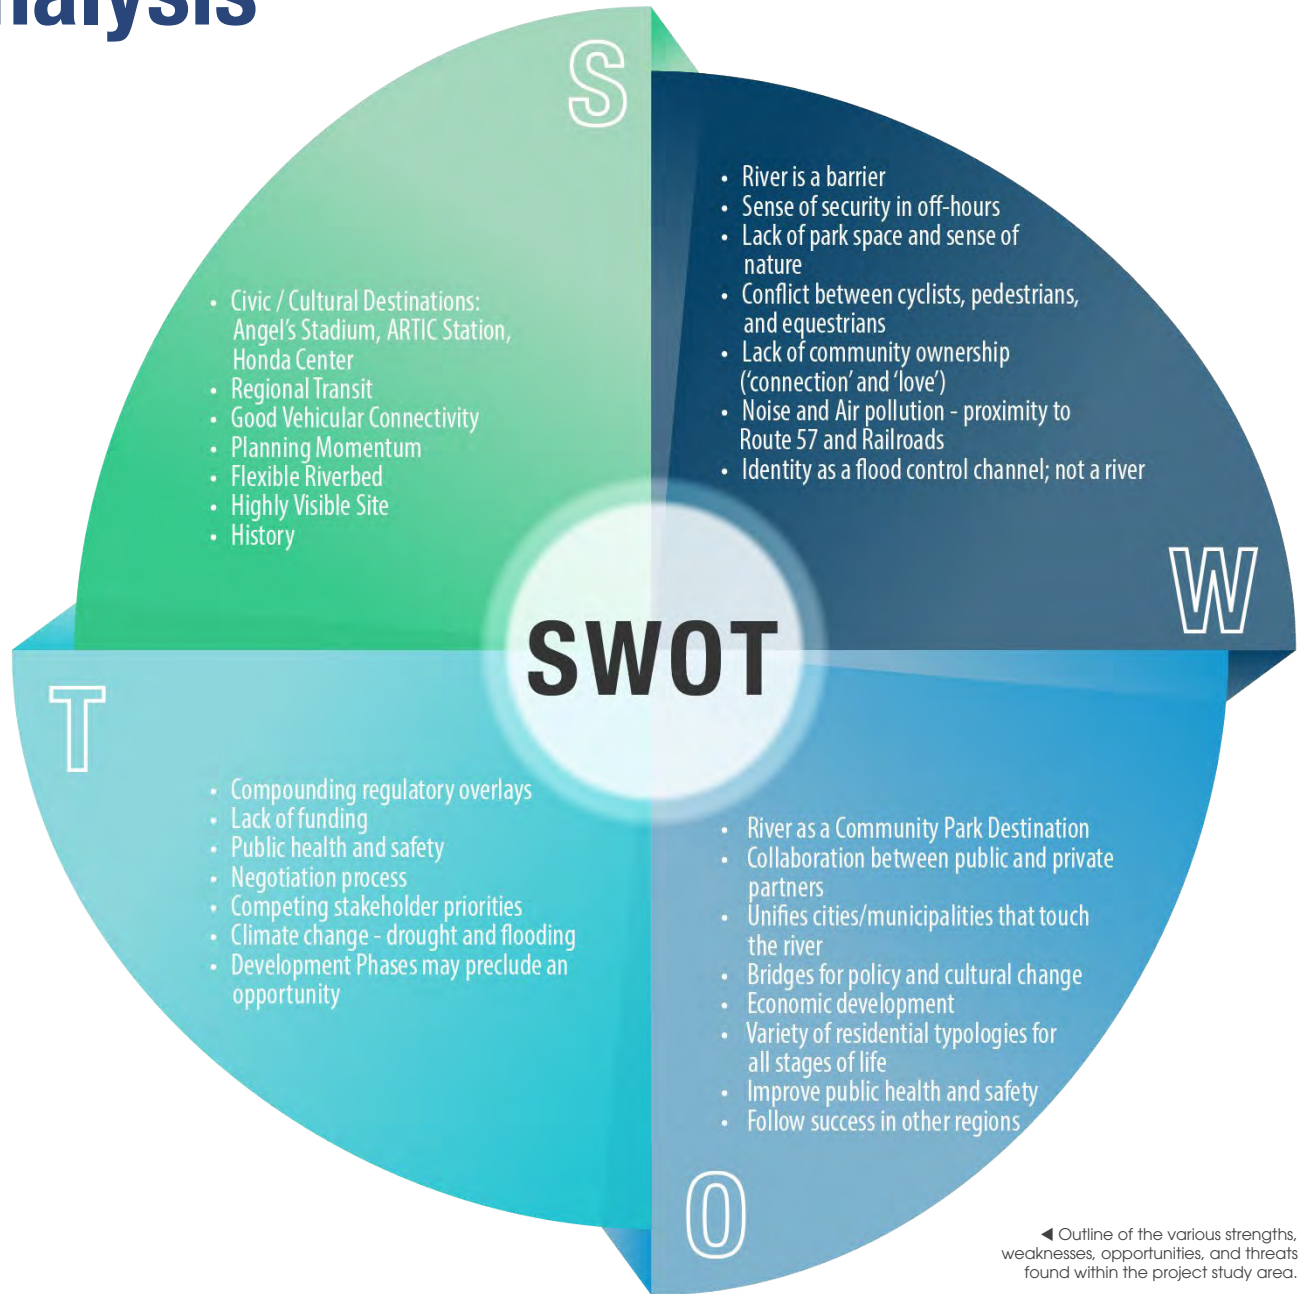 nalysis
S
• Civic / Cultural Destinations:
Angel's Stadium, ARTIC Station,
Honda Center
• Regional Transit
• Good Vehicular Connectivity
• Planning Momentum
• Flexible Riverbed
• Highly Visible Site
• History
• River is a barrier
• Sense of security in off-hours
• Lack of park space and sense of
nature
• Conflict between cyclists, pedestrians,
and equestrians
• Lack of community ownership
('connection' and 'love')
• Noise and Air pollution - proximity to
Route 57 and Railroads
• Identity as a flood control channel; not a river
W
SWOT
T
• Compounding regulatory overlays
• Lack of funding
• Public health and safety
• Negotiation process
• Competing stakeholder priorities
• Climate change - drought and flooding
• Development Phases may preclude an
opportunity
• River as a Community Park Destination
• Collaboration between public and private
partners
• Unifies cities/municipalities that touch
the river
• Bridges for policy and cultural change
• Economic development
• Variety of residential typologies for
all stages of life
• Improve public health and safety
• Follow success in other regions
O
◀ Outline of the various strengths,
weaknesses, opportunities, and threats
found within the project study area.